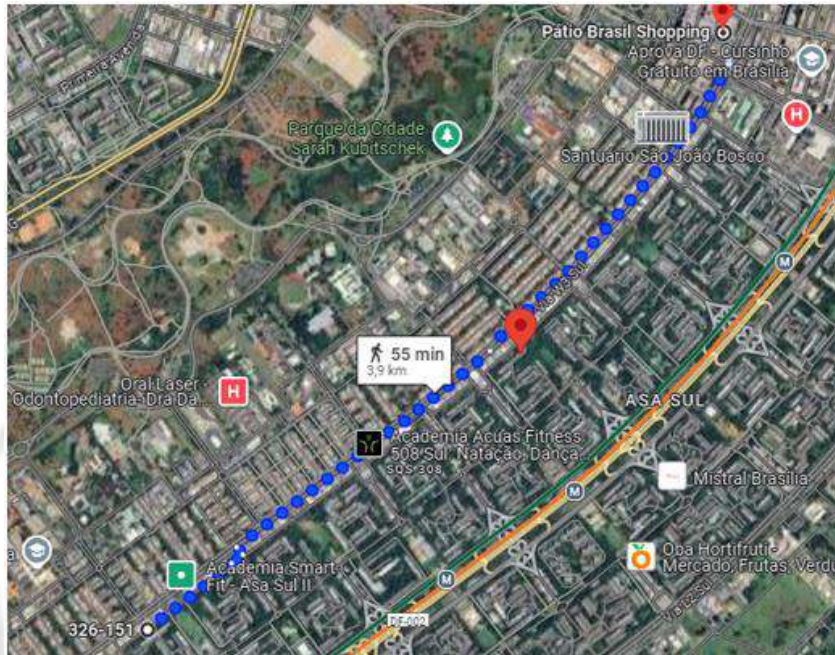 Pátio Brasil Shopping
Aprova DF - Cursinho
Gratuito em Brasília
Primeira Avenida
H
Parque da Cidade
Sarah Kubitschek
Santuário São João Bosco
M
Via W3 Sul
55 min
3,9 km
Oral Laser -
Odontopediatria- Dra Da...
H
ASA SUL
Academia Acuas Fitness
508 Sul, Natação, Dança...
SQS 308
Mistral Brasília
M
Oba Hortifruti -
Mercado, Frutas, Verdu
Academia Smart
Fit - Asa Sul II
M
a
326-151
DF-002